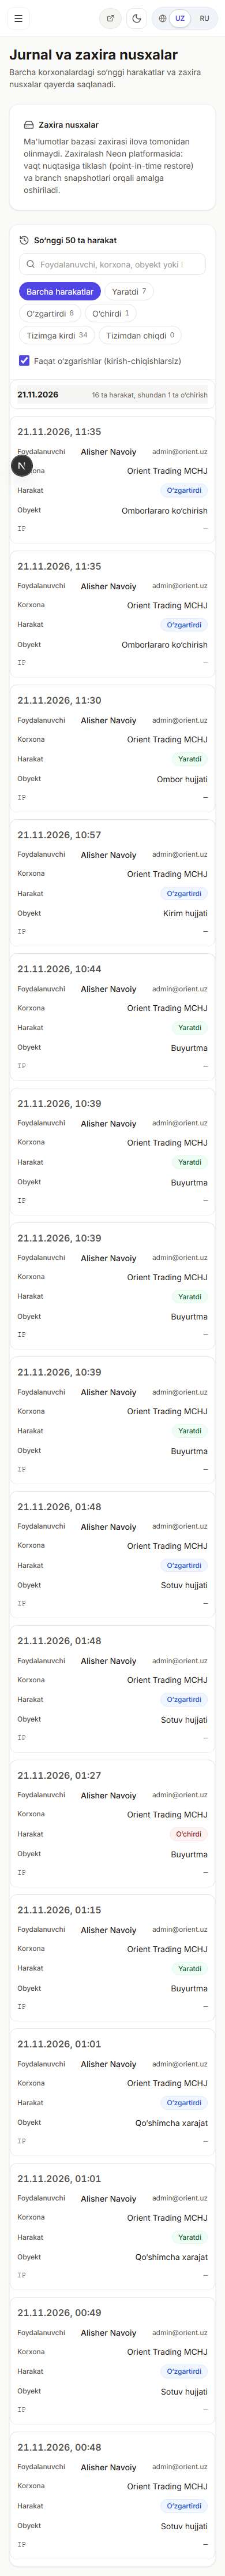 UZ RU
Jurnal va zaxira nusxalar
Barcha korxonalardagi so‘nggi harakatlar va zaxira
nusxalar qayerda saqlanadi.
Zaxira nusxalar
Ma'lumotlar bazasi zaxirasi ilova tomonidan
olinmaydi. Zaxiralash Neon platformasida:
vaqt nuqtasiga tiklash (point-in-time restore)
va branch snapshotlari orqali amalga
oshiriladi.
So‘nggi 50 ta harakat
Foydalanuvchi, korxona, obyekt yoki I
Barcha harakatlar Yaratdi 7
O‘zgartirdi 8 O‘chirdi 1
Tizimga kirdi 34 Tizimdan chiqdi 0
Faqat o‘zgarishlar (kirish-chiqishlarsiz)
21.11.2026 16 ta harakat, shundan 1 ta o‘chirish
21.11.2026, 11:35
Foydalanuvchi Alisher Navoiy admin@orient.uz
Orient Trading MCHJ
Harakat O‘zgartirdi
Obyekt Omborlararo ko‘chirish
IP –
21.11.2026, 11:35
Foydalanuvchi Alisher Navoiy admin@orient.uz
Korxona Orient Trading MCHJ
Harakat O‘zgartirdi
Obyekt Omborlararo ko‘chirish
IP –
21.11.2026, 11:30
Foydalanuvchi Alisher Navoiy admin@orient.uz
Korxona Orient Trading MCHJ
Harakat Yaratdi
Obyekt Ombor hujjati
IP –
21.11.2026, 10:57
Foydalanuvchi Alisher Navoiy admin@orient.uz
Korxona Orient Trading MCHJ
Harakat O‘zgartirdi
Obyekt Kirim hujjati
IP –
21.11.2026, 10:44
Foydalanuvchi Alisher Navoiy admin@orient.uz
Korxona Orient Trading MCHJ
Harakat Yaratdi
Obyekt Buyurtma
IP –
21.11.2026, 10:39
Foydalanuvchi Alisher Navoiy admin@orient.uz
Korxona Orient Trading MCHJ
Harakat Yaratdi
Obyekt Buyurtma
IP –
21.11.2026, 10:39
Foydalanuvchi Alisher Navoiy admin@orient.uz
Korxona Orient Trading MCHJ
Harakat Yaratdi
Obyekt Buyurtma
IP –
21.11.2026, 10:39
Foydalanuvchi Alisher Navoiy admin@orient.uz
Korxona Orient Trading MCHJ
Harakat Yaratdi
Obyekt Buyurtma
IP –
21.11.2026, 01:48
Foydalanuvchi Alisher Navoiy admin@orient.uz
Korxona Orient Trading MCHJ
Harakat O‘zgartirdi
Obyekt Sotuv hujjati
IP –
21.11.2026, 01:48
Foydalanuvchi Alisher Navoiy admin@orient.uz
Korxona Orient Trading MCHJ
Harakat O‘zgartirdi
Obyekt Sotuv hujjati
IP –
21.11.2026, 01:27
Foydalanuvchi Alisher Navoiy admin@orient.uz
Korxona Orient Trading MCHJ
Harakat O‘chirdi
Obyekt Buyurtma
IP –
21.11.2026, 01:15
Foydalanuvchi Alisher Navoiy admin@orient.uz
Korxona Orient Trading MCHJ
Harakat Yaratdi
Obyekt Buyurtma
IP –
21.11.2026, 01:01
Foydalanuvchi Alisher Navoiy admin@orient.uz
Korxona Orient Trading MCHJ
Harakat O‘zgartirdi
Obyekt Qo‘shimcha xarajat
IP –
21.11.2026, 01:01
Foydalanuvchi Alisher Navoiy admin@orient.uz
Korxona Orient Trading MCHJ
Harakat Yaratdi
Obyekt Qo‘shimcha xarajat
IP –
21.11.2026, 00:49
Foydalanuvchi Alisher Navoiy admin@orient.uz
Korxona Orient Trading MCHJ
Harakat O‘zgartirdi
Obyekt Sotuv hujjati
IP –
21.11.2026, 00:48
Foydalanuvchi Alisher Navoiy admin@orient.uz
Korxona Orient Trading MCHJ
Harakat O‘zgartirdi
Obyekt Sotuv hujjati
IP –